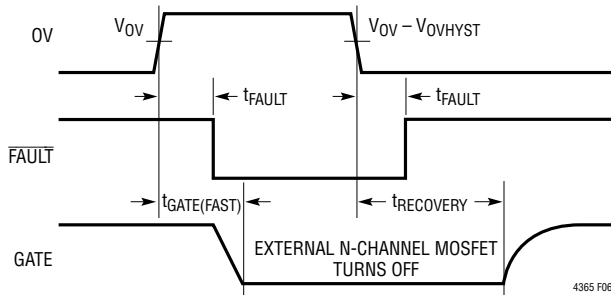 OV
V_OV
V_OV – V_OVHYST
t_FAULT
t_FAULT
FAULT
t_GATE(FAST)
t_RECOVERY
GATE
EXTERNAL N-CHANNEL MOSFET
TURNS OFF
4365 F06